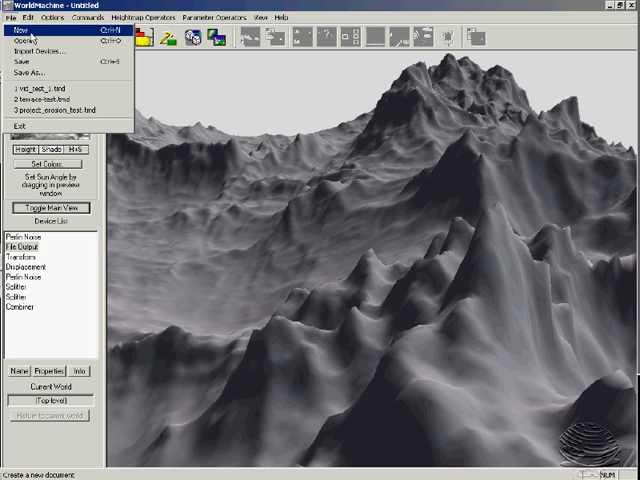 WorldMachine - Untitled
File Edit Options Commands Heightmap Operators Parameter Operators View Help
New Ctrl+N
Open... Ctrl+O
Import Devices...
Save Ctrl+S
Save As...
1 vid_test_1.tmd
2 terrace-test.tmd
3 project_erosion_test.tmd
Exit
Height Shade H+S
Set Colors...
Set Sun Angle by
dragging in preview
window
Toggle Main View
Device List
Perlin Noise
File Output
Transform
Displacement
Perlin Noise
Splitter
Splitter
Combiner
Name Properties Info
Current World
(Top level)
Return to parent world
Create a new document
NUM